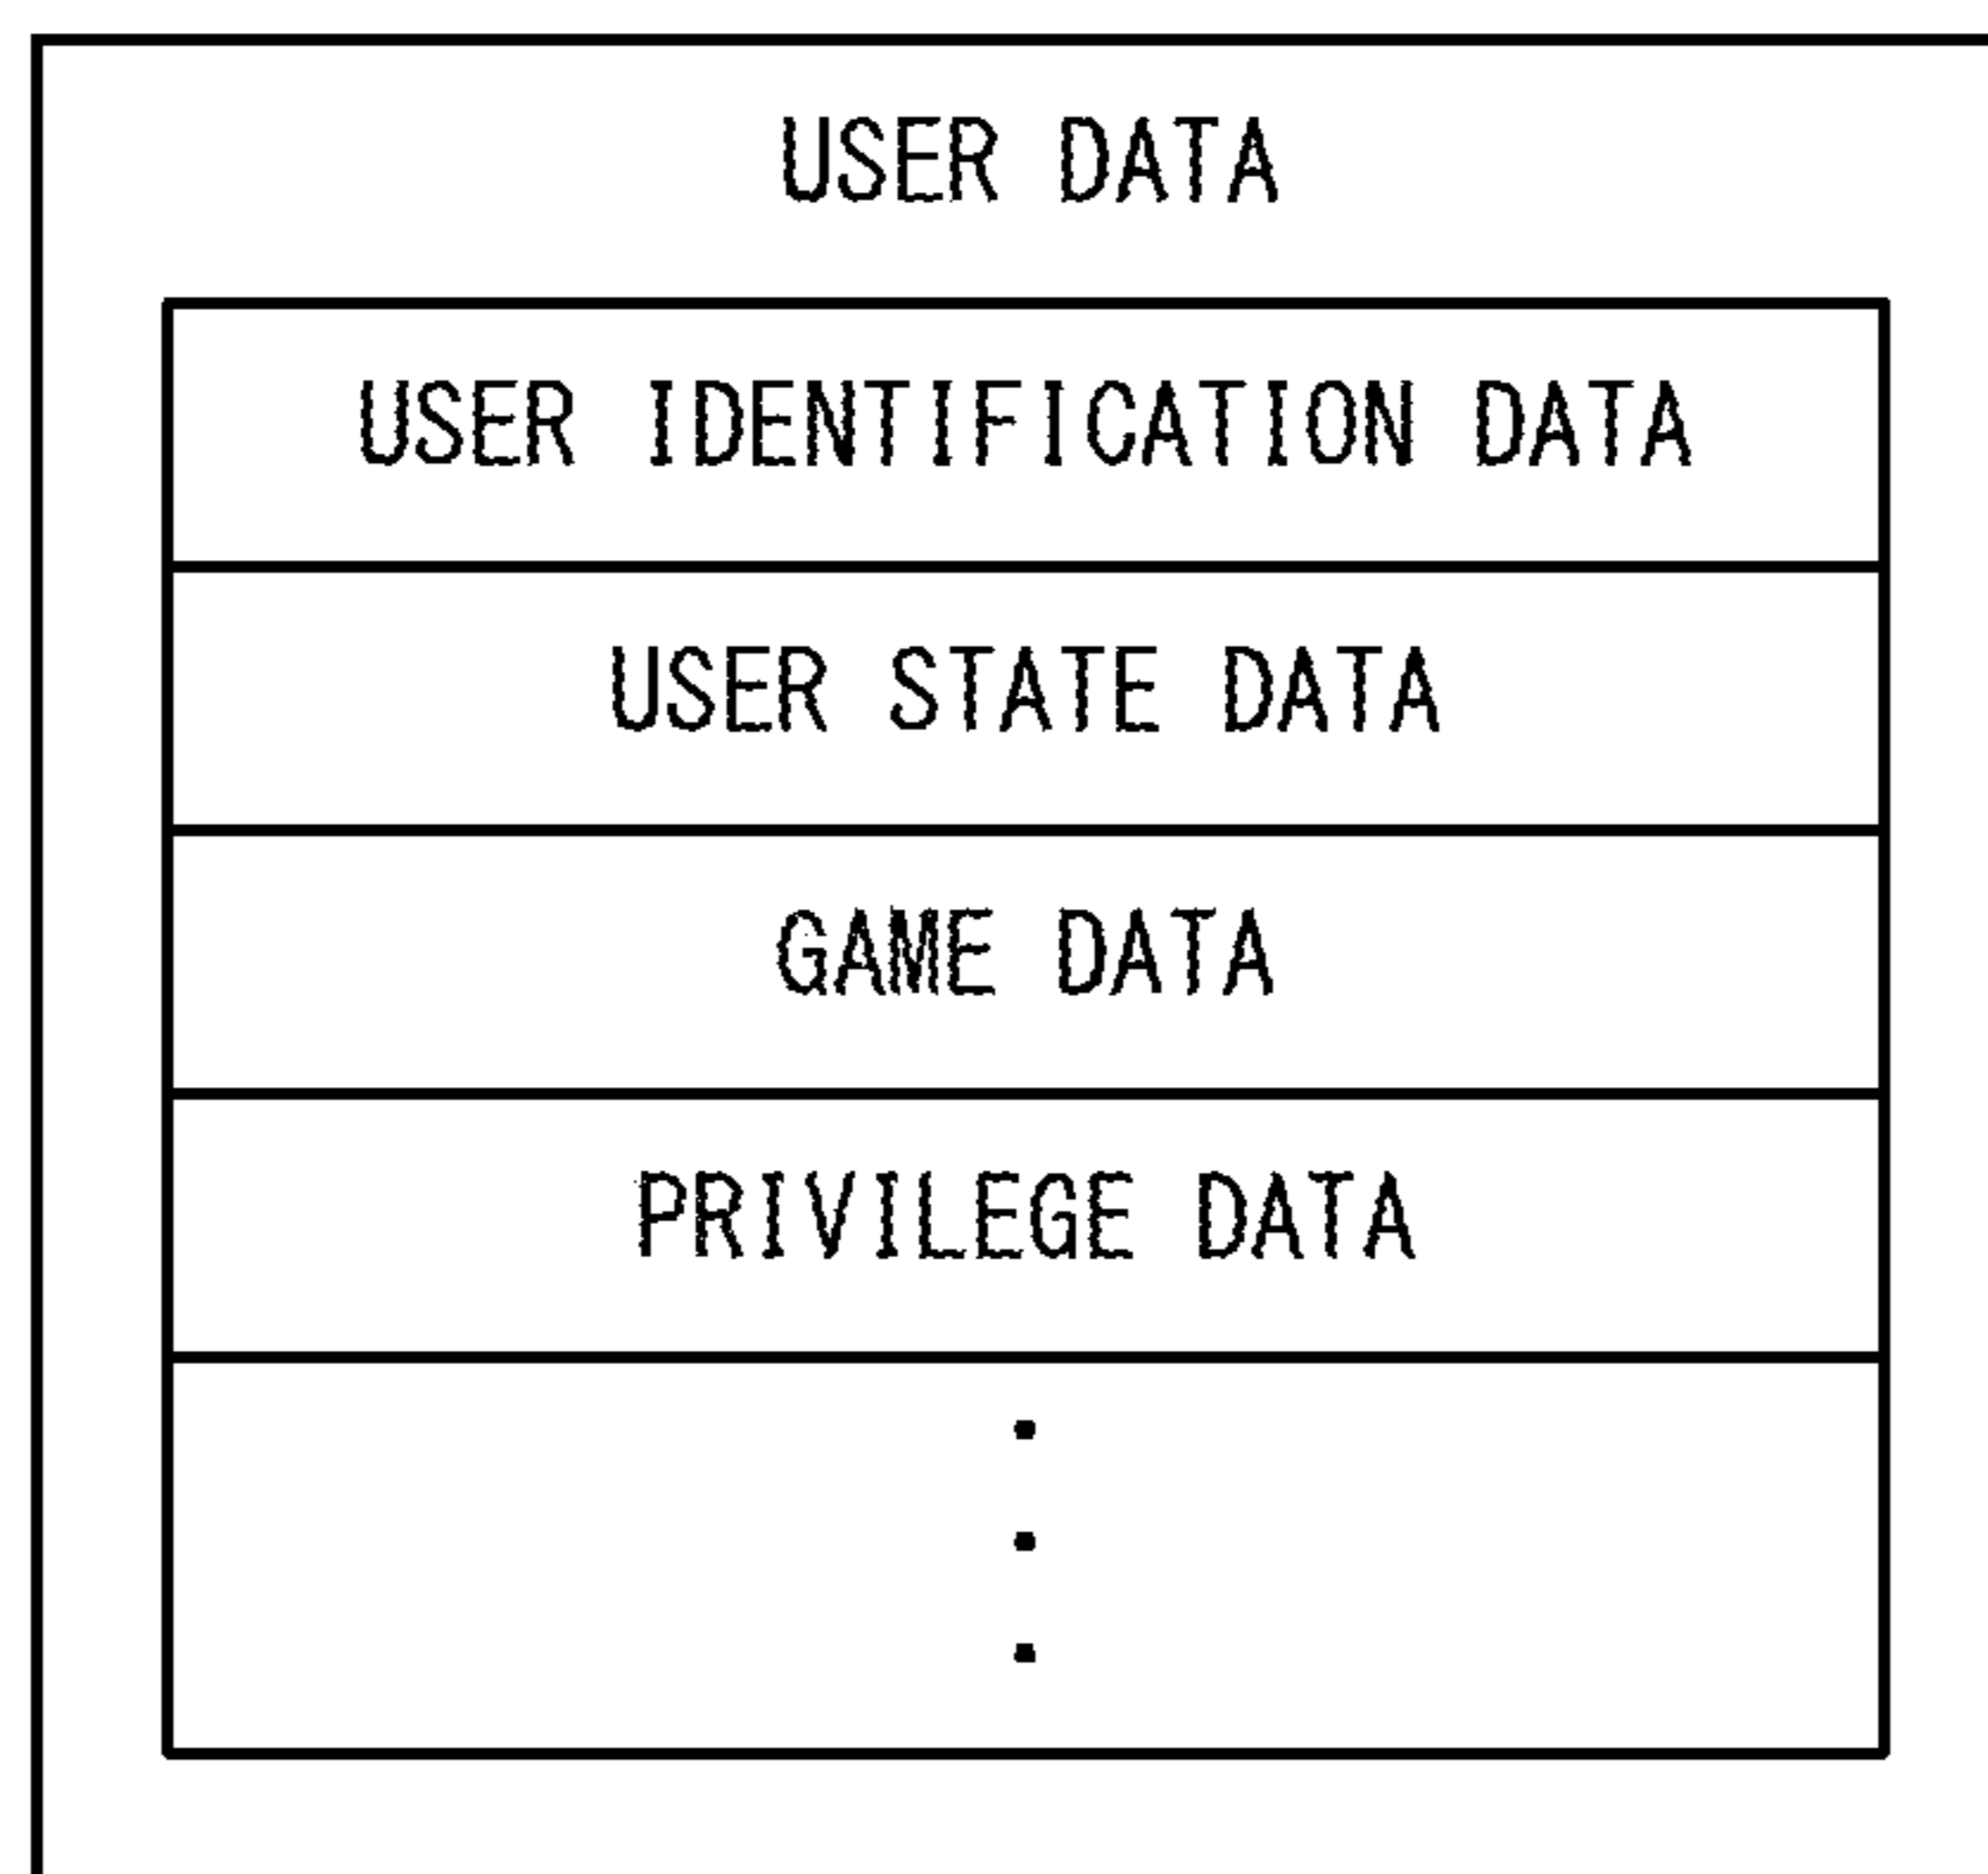 USER DATA
USER IDENTIFICATION DATA
USER STATE DATA
GAME DATA
PRIVILEGE DATA